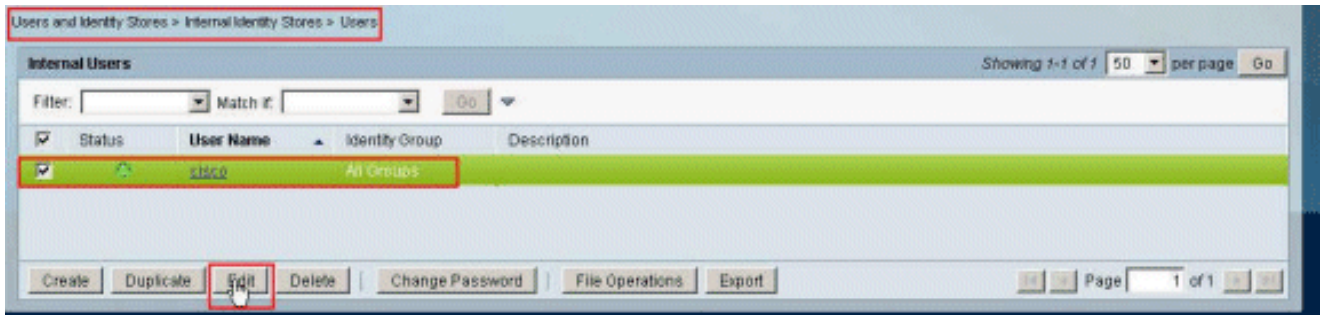 Users and Identity Stores > Internal Identity Stores > Users
Internal Users Showing 1-1 of 1 50 per page Go
Filter: Match if: Go
Status User Name Identity Group Description
cisco All Groups
Create Duplicate Edit Delete | Change Password | File Operations Export Page 1 of 1